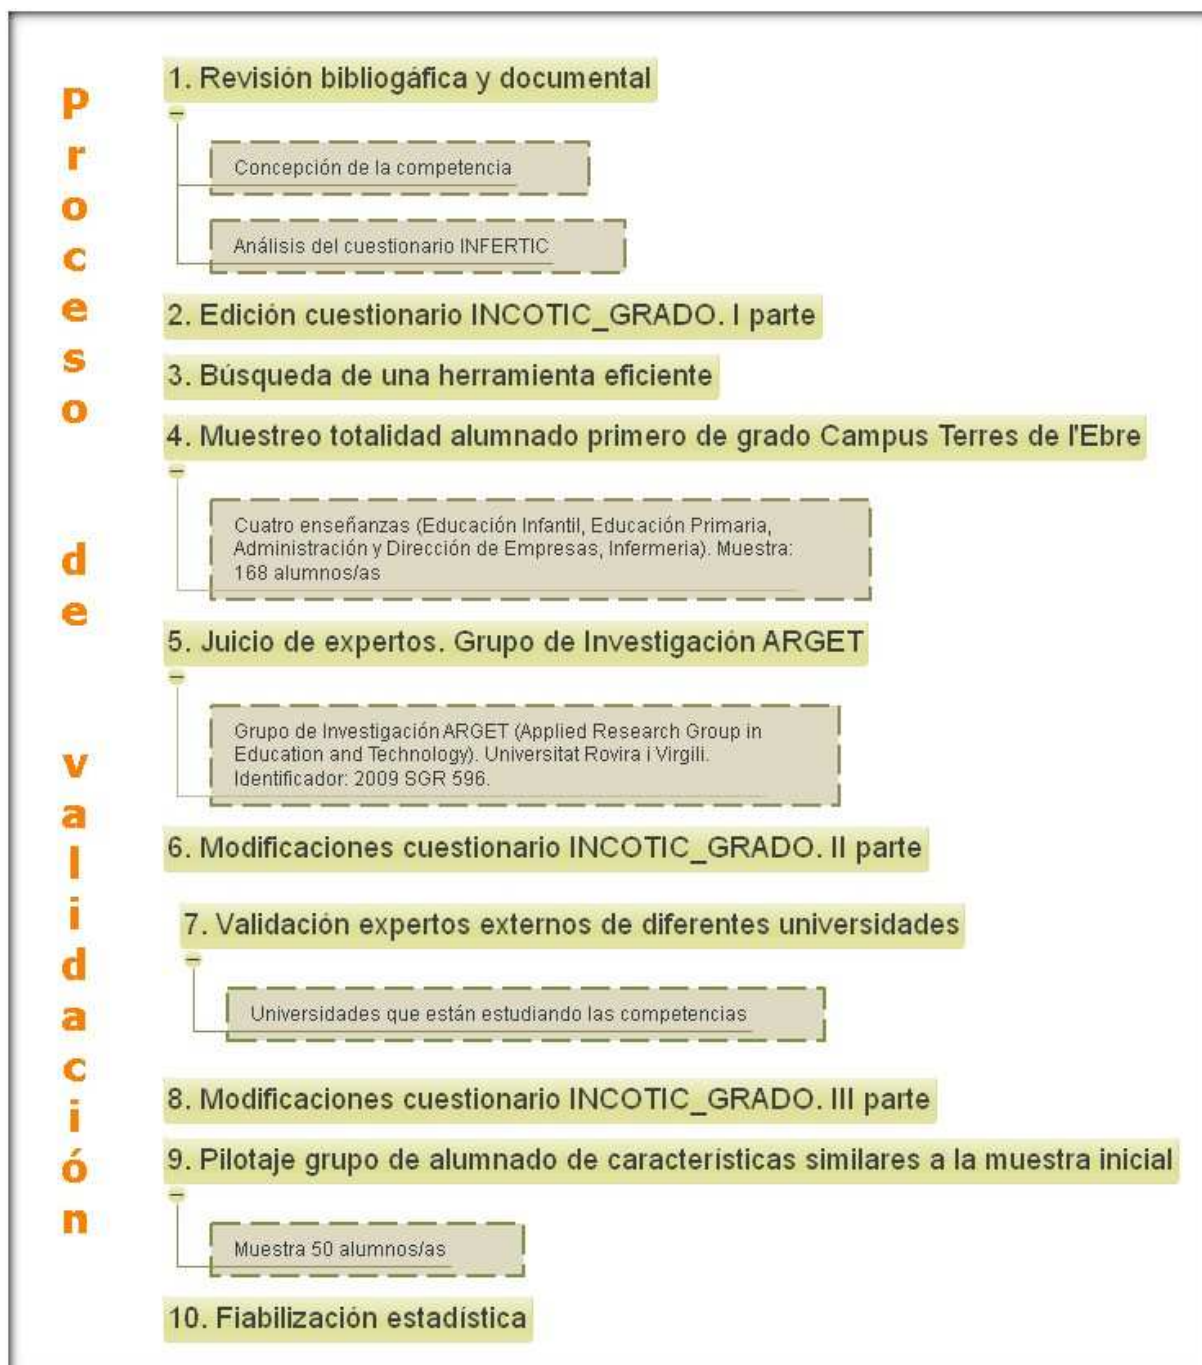 Proceso de validación
1. Revisión bibliogáfica y documental
Concepción de la competencia
Análisis del cuestionario INFERTIC
2. Edición cuestionario INCOTIC_GRADO. I parte
3. Búsqueda de una herramienta eficiente
4. Muestreo totalidad alumnado primero de grado Campus Terres de l'Ebre
Cuatro enseñanzas (Educación Infantil, Educación Primaria,
Administración y Dirección de Empresas, Infermeria). Muestra:
168 alumnos/as
5. Juicio de expertos. Grupo de Investigación ARGET
Grupo de Investigación ARGET (Applied Research Group in
Education and Technology). Universitat Rovira i Virgili.
Identificador: 2009 SGR 596.
6. Modificaciones cuestionario INCOTIC_GRADO. II parte
7. Validación expertos externos de diferentes universidades
Universidades que están estudiando las competencias
8. Modificaciones cuestionario INCOTIC_GRADO. III parte
9. Pilotaje grupo de alumnado de características similares a la muestra inicial
Muestra 50 alumnos/as
10. Fiabilización estadística